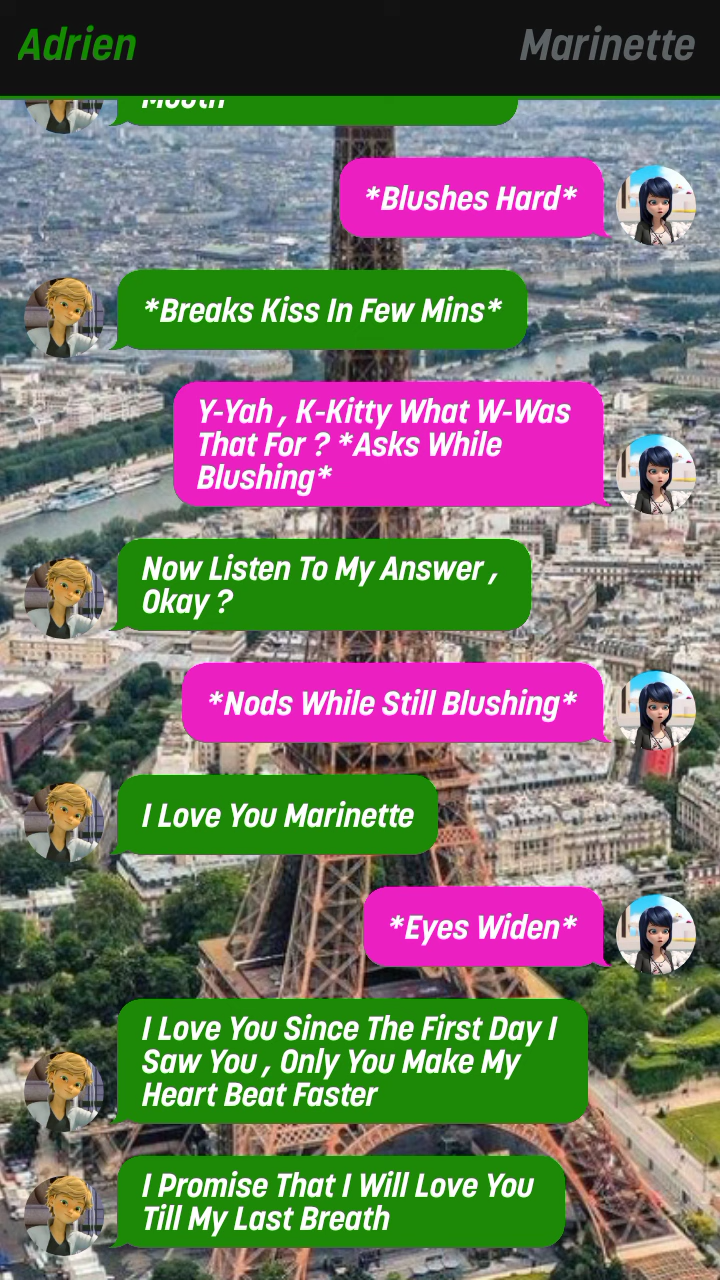 Adrien
Marinette
Mouth
*Blushes Hard*
*Breaks Kiss In Few Mins*
Y-Yah , K-Kitty What W-Was
That For ? *Asks While
Blushing*
Now Listen To My Answer ,
Okay ?
*Nods While Still Blushing*
I Love You Marinette
*Eyes Widen*
I Love You Since The First Day I
Saw You , Only You Make My
Heart Beat Faster
I Promise That I Will Love You
Till My Last Breath